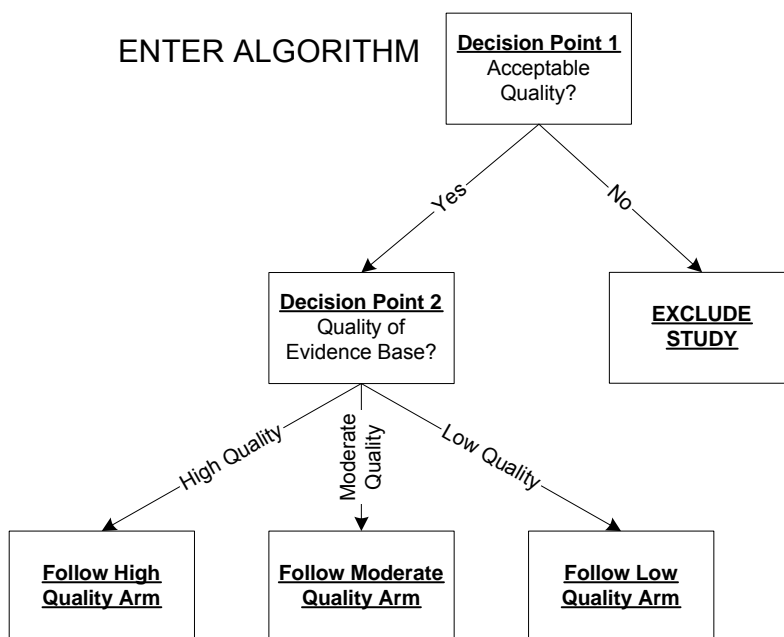 ENTER ALGORITHM
Decision Point 1
Acceptable
Quality?
Yes
No
Decision Point 2
Quality of
Evidence Base?
EXCLUDE
STUDY
High Quality
Moderate
Quality
Low Quality
Follow High
Quality Arm
Follow Moderate
Quality Arm
Follow Low
Quality Arm